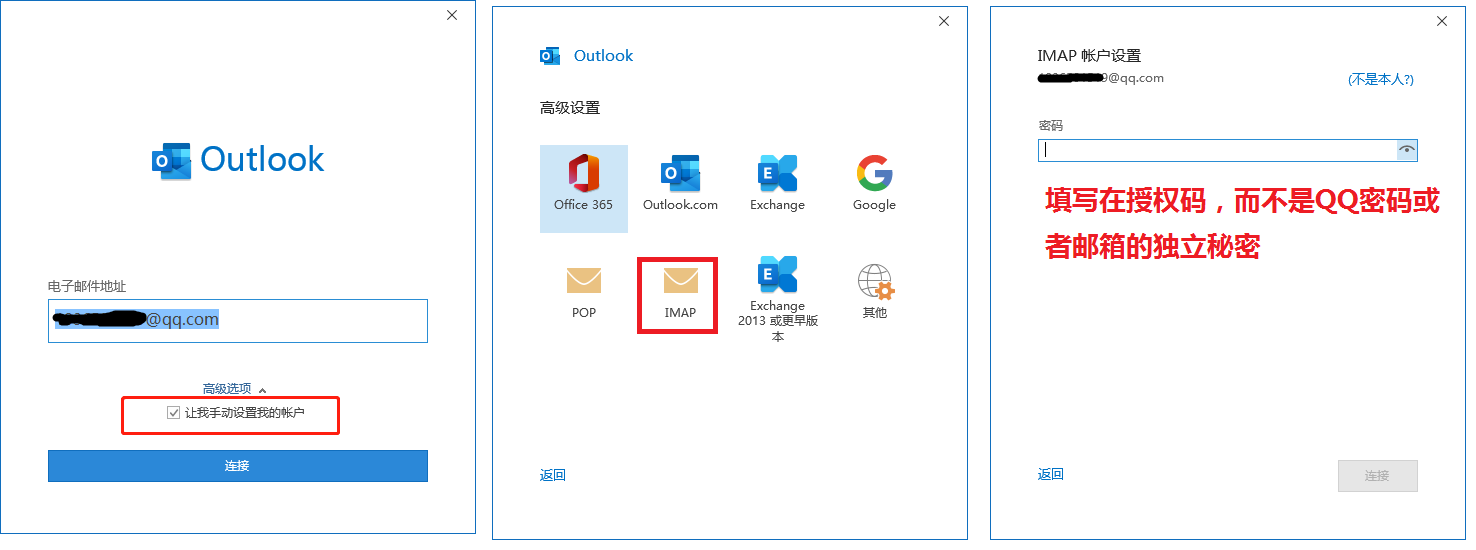 Outlook
电子邮件地址
@qq.com
高级选项
让我手动设置我的帐户
连接
Outlook
高级设置
Office 365
Outlook.com
Exchange
Google
POP
IMAP
Exchange
2013 或更早版
本
其他
返回
IMAP 帐户设置
9@qq.com
(不是本人?)
密码
填写在授权码，而不是QQ密码或
者邮箱的独立秘密
返回
连接